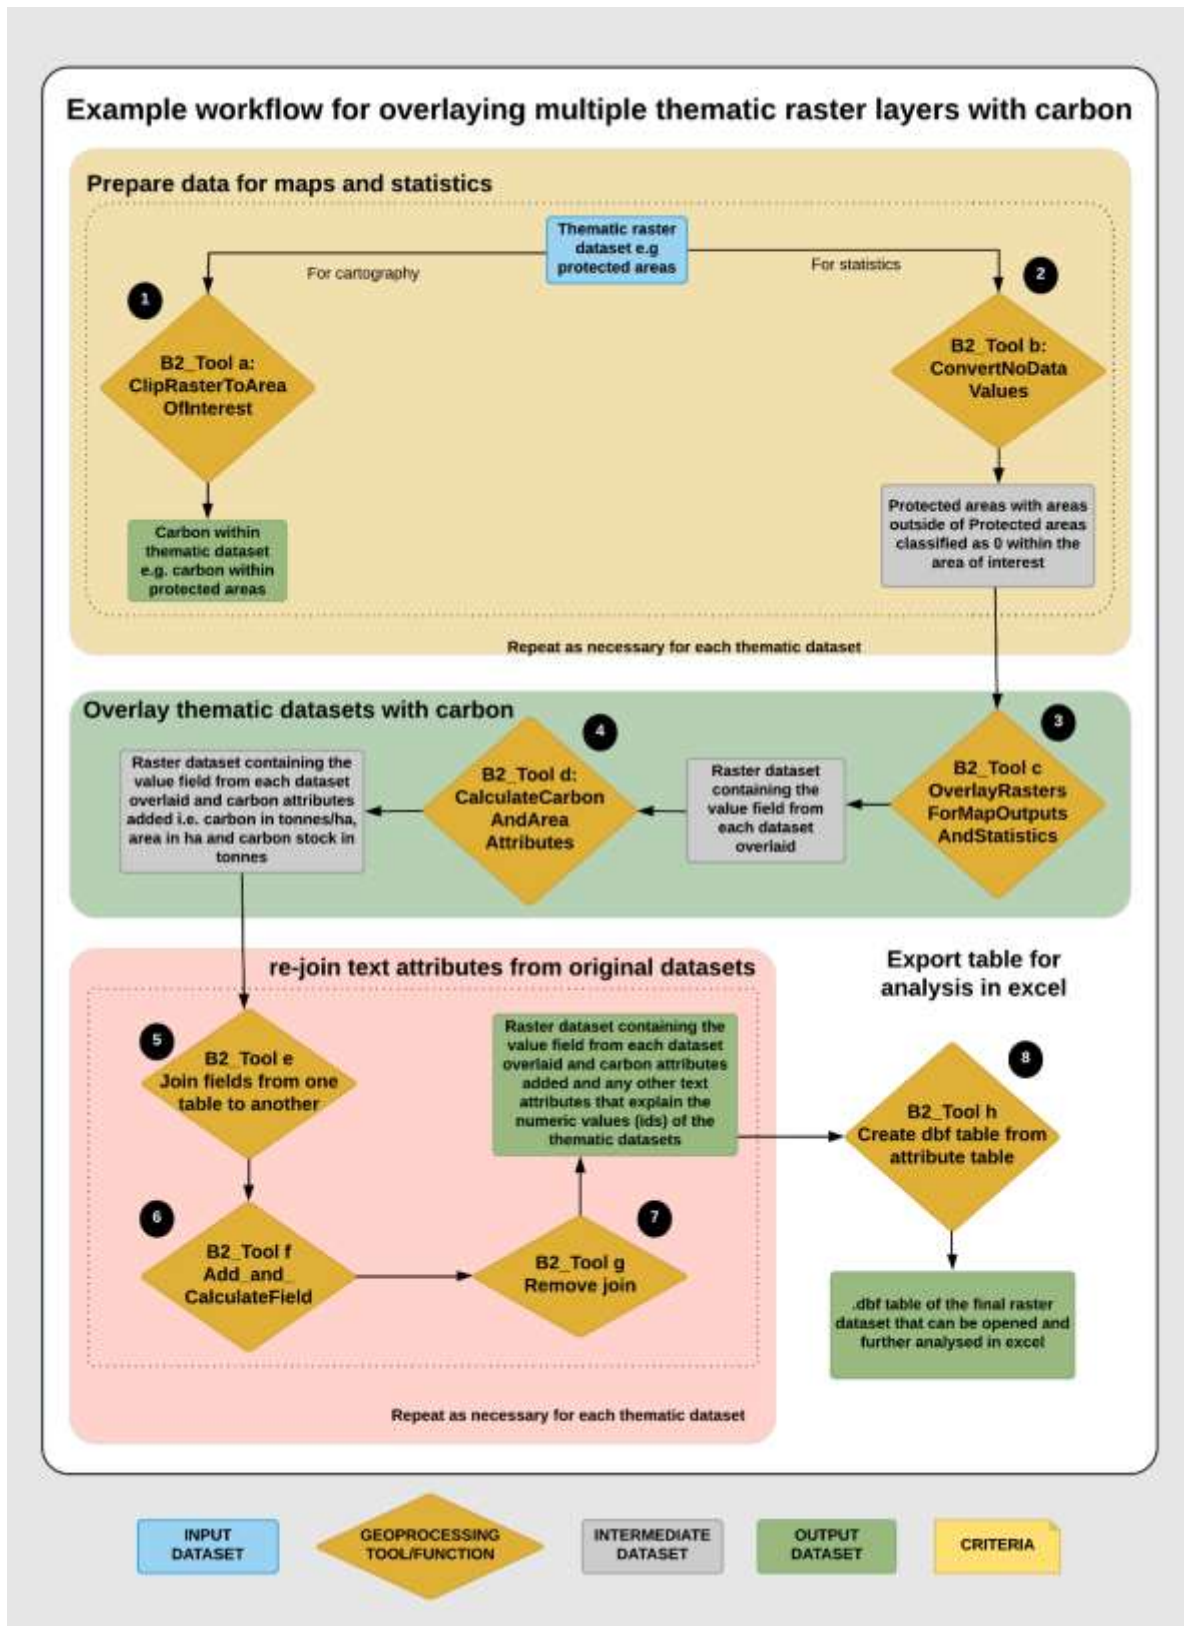 Example workflow for overlaying multiple thematic raster layers with carbon
Prepare data for maps and statistics
Thematic raster
dataset e.g
protected areas
For cartography
For statistics
1
B2_Tool a:
ClipRasterToArea
OfInterest
2
B2_Tool b:
ConvertNoData
Values
Carbon within
thematic dataset
e.g. carbon within
protected areas
Protected areas with areas
outside of Protected areas
classified as 0 within the
area of interest
Repeat as necessary for each thematic dataset
Overlay thematic datasets with carbon
3
B2_Tool c
OverlayRasters
ForMapOutputs
AndStatistics
Raster dataset
containing the
value field from
each dataset
overlaid
4
B2_Tool d:
CalculateCarbon
AndArea
Attributes
Raster dataset containing the
value field from each dataset
overlaid and carbon attributes
added i.e. carbon in tonnes/ha,
area in ha and carbon stock in
tonnes
re-join text attributes from original datasets
5
B2_Tool e
Join fields from one
table to another
6
B2_Tool f
Add_and_
CalculateField
7
B2_Tool g
Remove join
Raster dataset containing the
value field from each dataset
overlaid and carbon attributes
added and any other text
attributes that explain the
numeric values (ids) of the
thematic datasets
Repeat as necessary for each thematic dataset
Export table for
analysis in excel
8
B2_Tool h
Create dbf table from
attribute table
.dbf table of the final raster
dataset that can be opened and
further analysed in excel
INPUT
DATASET
GEOPROCESSING
TOOL/FUNCTION
INTERMEDIATE
DATASET
OUTPUT
DATASET
CRITERIA